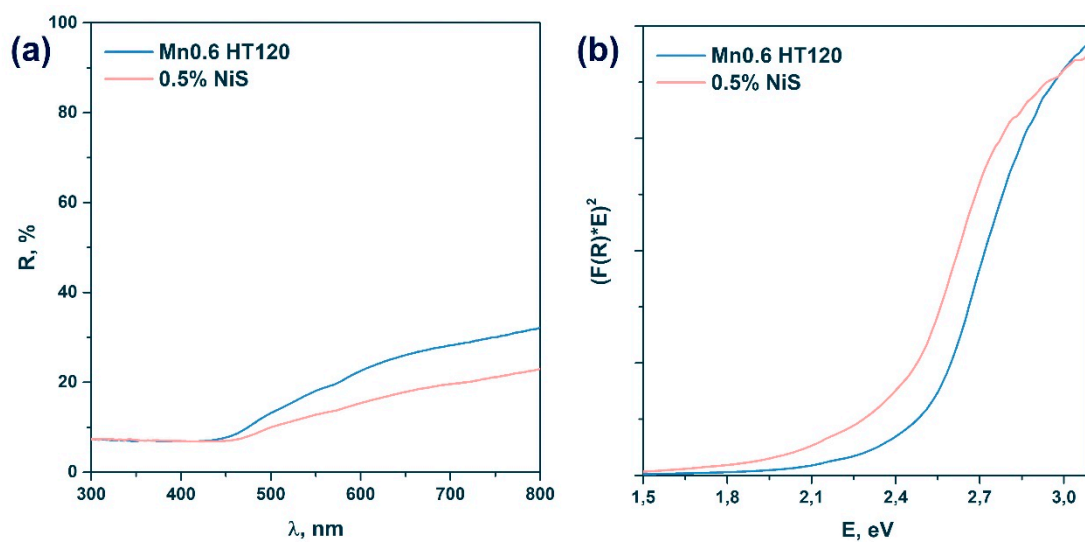 (a)
Mn0.6 HT120
0.5% NiS
R, %
100
80
60
40
20
0
300 400 500 600 700 800
λ, nm
(b)
Mn0.6 HT120
0.5% NiS
(F(R)*E)²
1,5 1,8 2,1 2,4 2,7 3,0
E, eV